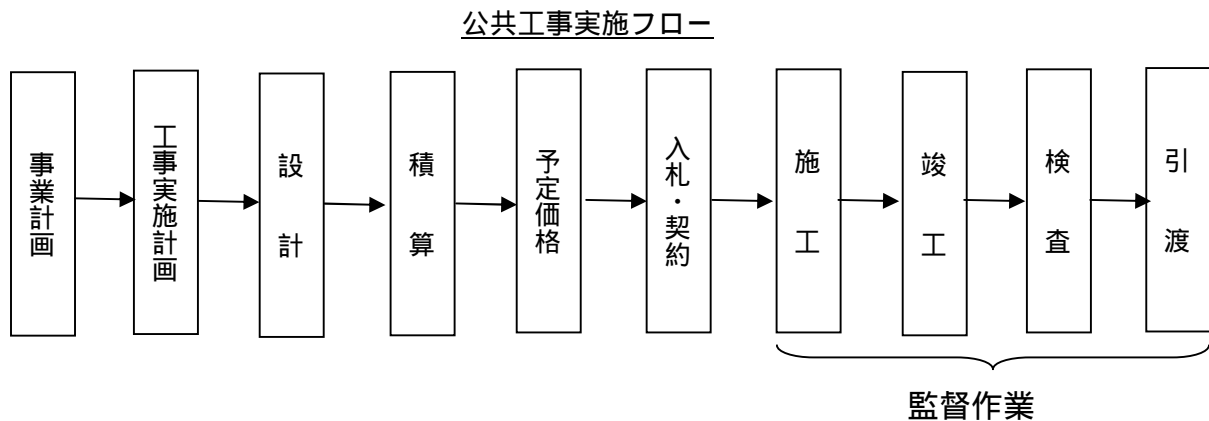 公共工事実施フロー
事業計画
工事実施計画
設計
積算
予定価格
入札・契約
施工
竣工
検査
引渡
監督作業